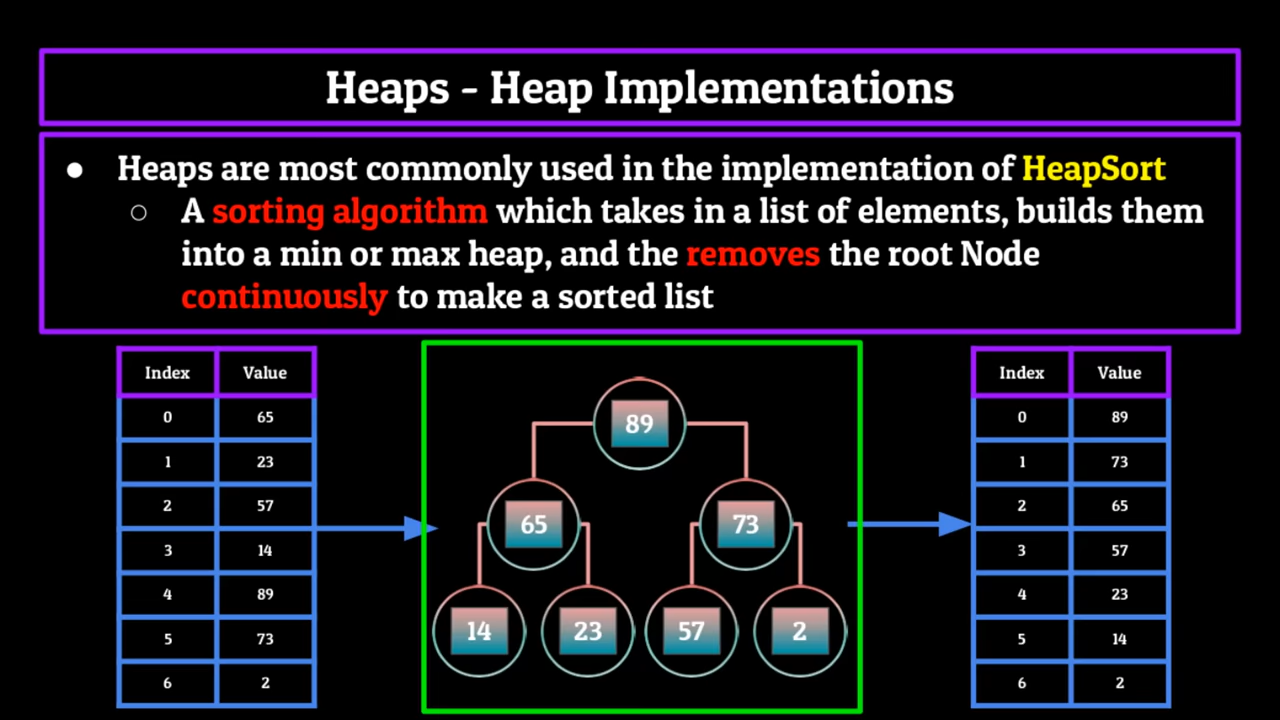 Heaps - Heap Implementations
● Heaps are most commonly used in the implementation of HeapSort
○ A sorting algorithm which takes in a list of elements, builds them
into a min or max heap, and the removes the root Node
continuously to make a sorted list
Index Value
0 65
1 23
2 57
3 14
4 89
5 73
6 2
89
65 73
14 23 57 2
Index Value
0 89
1 73
2 65
3 57
4 23
5 14
6 2